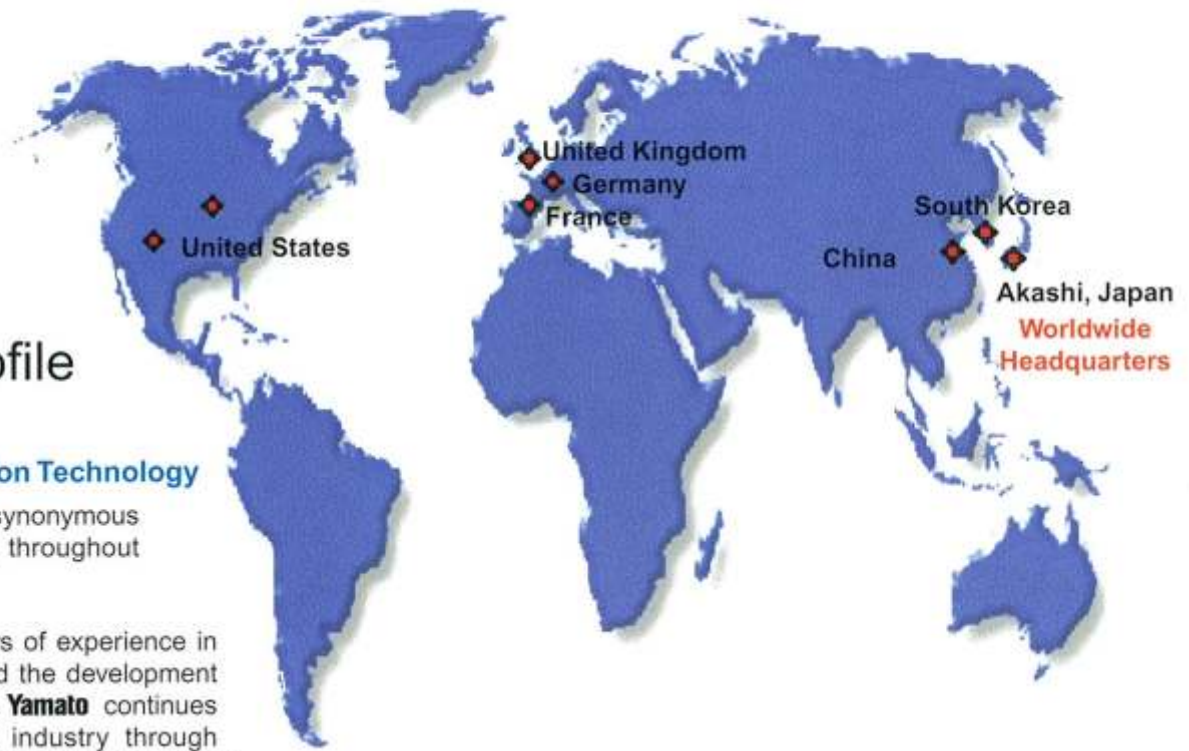 United Kingdom
Germany
France
United States
South Korea
China
Akashi, Japan
Worldwide
Headquarters
ofile
on Technology
synonymous
throughout
s of experience in
d the development
Yamato continues
industry through